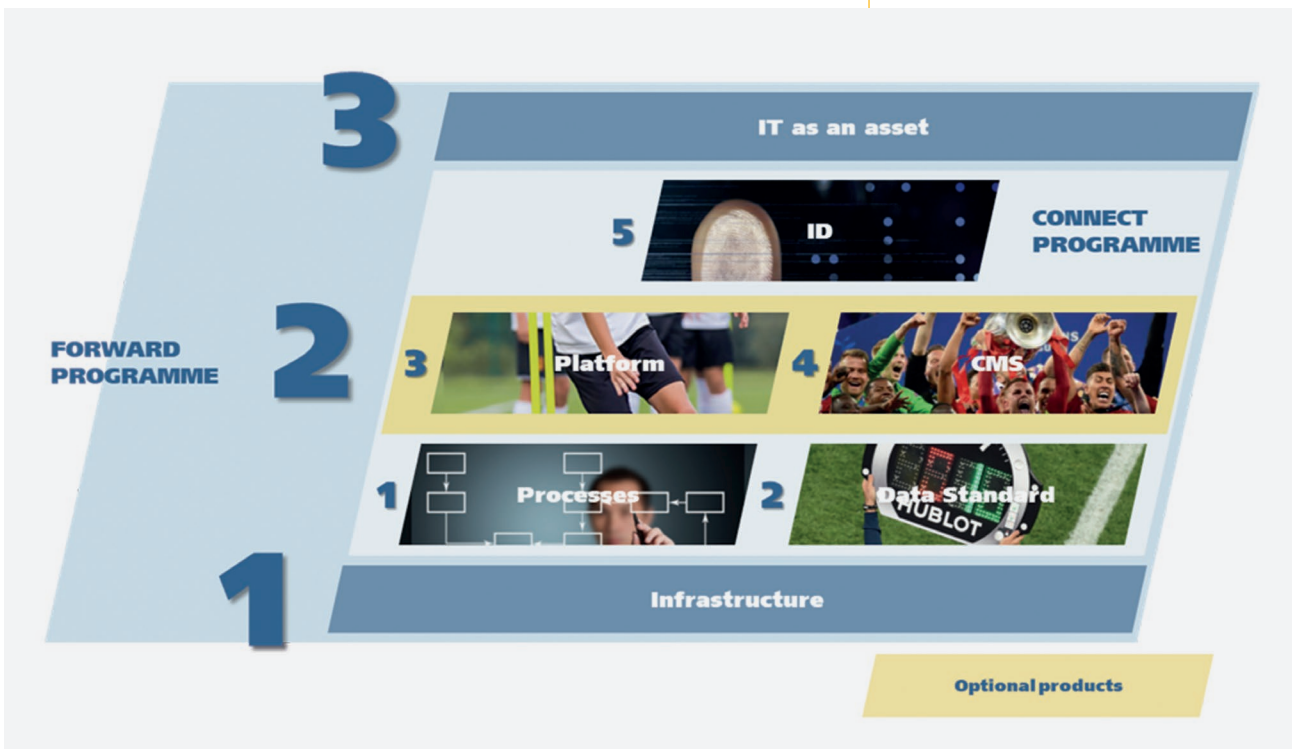 3
IT as an asset
5
ID
CONNECT
PROGRAMME
FORWARD
PROGRAMME
2
3
Platform
4
CMS
1
Processes
2
Data Standard
HUBLOT
1
Infrastructure
Optional products